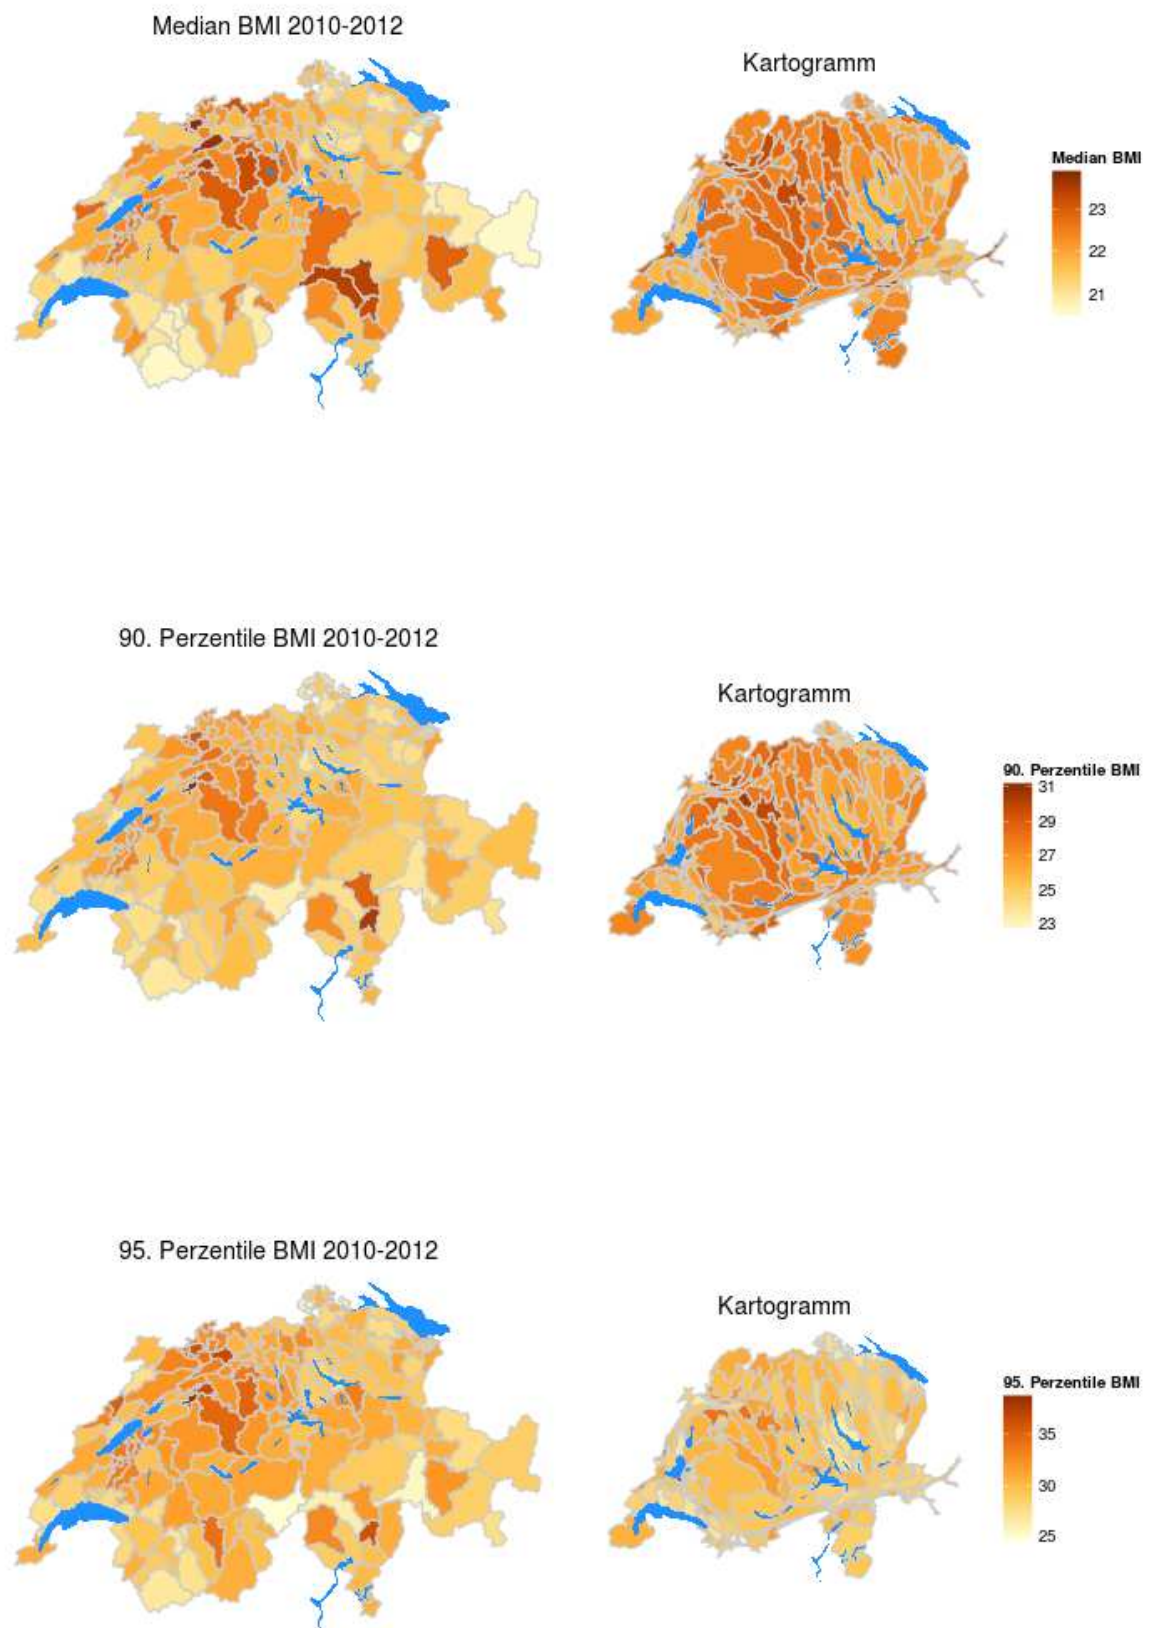 Median BMI 2010-2012
Kartogramm
Median BMI
23
22
21
90. Perzentile BMI 2010-2012
Kartogramm
90. Perzentile BMI
31
29
27
25
23
95. Perzentile BMI 2010-2012
Kartogramm
95. Perzentile BMI
35
30
25